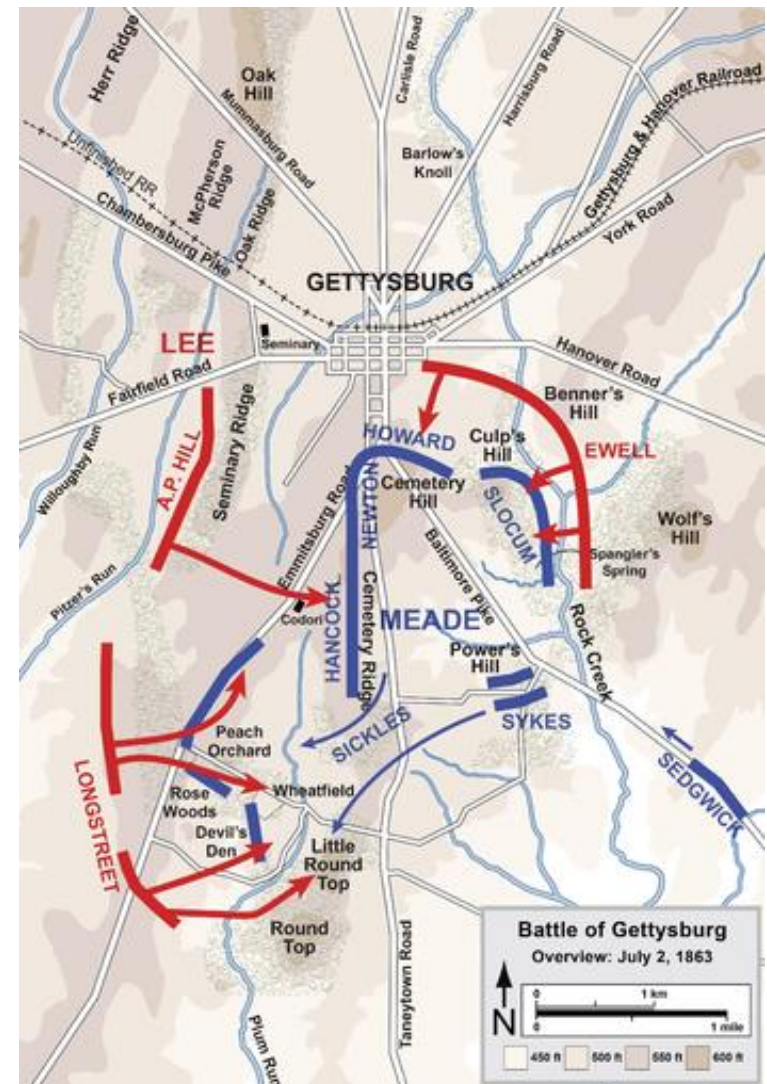 Herr Ridge
Oak
Hill
Mummasburg Road
Carlisle Road
Harrisburg Road
Gettysburg & Hanover Railroad
Unfinished RR
McPherson
Ridge
Oak Ridge
Barlow's
Knoll
Chambersburg Pike
York Road
GETTYSBURG
LEE
Seminary
Hanover Road
Fairfield Road
Benner's
Hill
Willoughby Run
A.P. HILL
Seminary Ridge
HOWARD
Culp's
Hill
EWELL
Emmitsburg Road
NEWTON
Cemetery
Hill
SLOCUM
Wolf's
Hill
Spangler's
Spring
Pitzer's Run
Baltimore Pike
Codori
HANCOCK
Cemetery Ridge
MEADE
Rock Creek
Power's
Hill
SICKLES
SYKES
Peach
Orchard
SEDGWICK
LONGSTREET
Rose
Woods
Wheatfield
Devil's
Den
Little
Round
Top
Round
Top
Taneytown Road
Plum Run
Battle of Gettysburg
Overview: July 2, 1863
N
0 1 km
0 1 mile
450 ft 500 ft 550 ft 600 ft